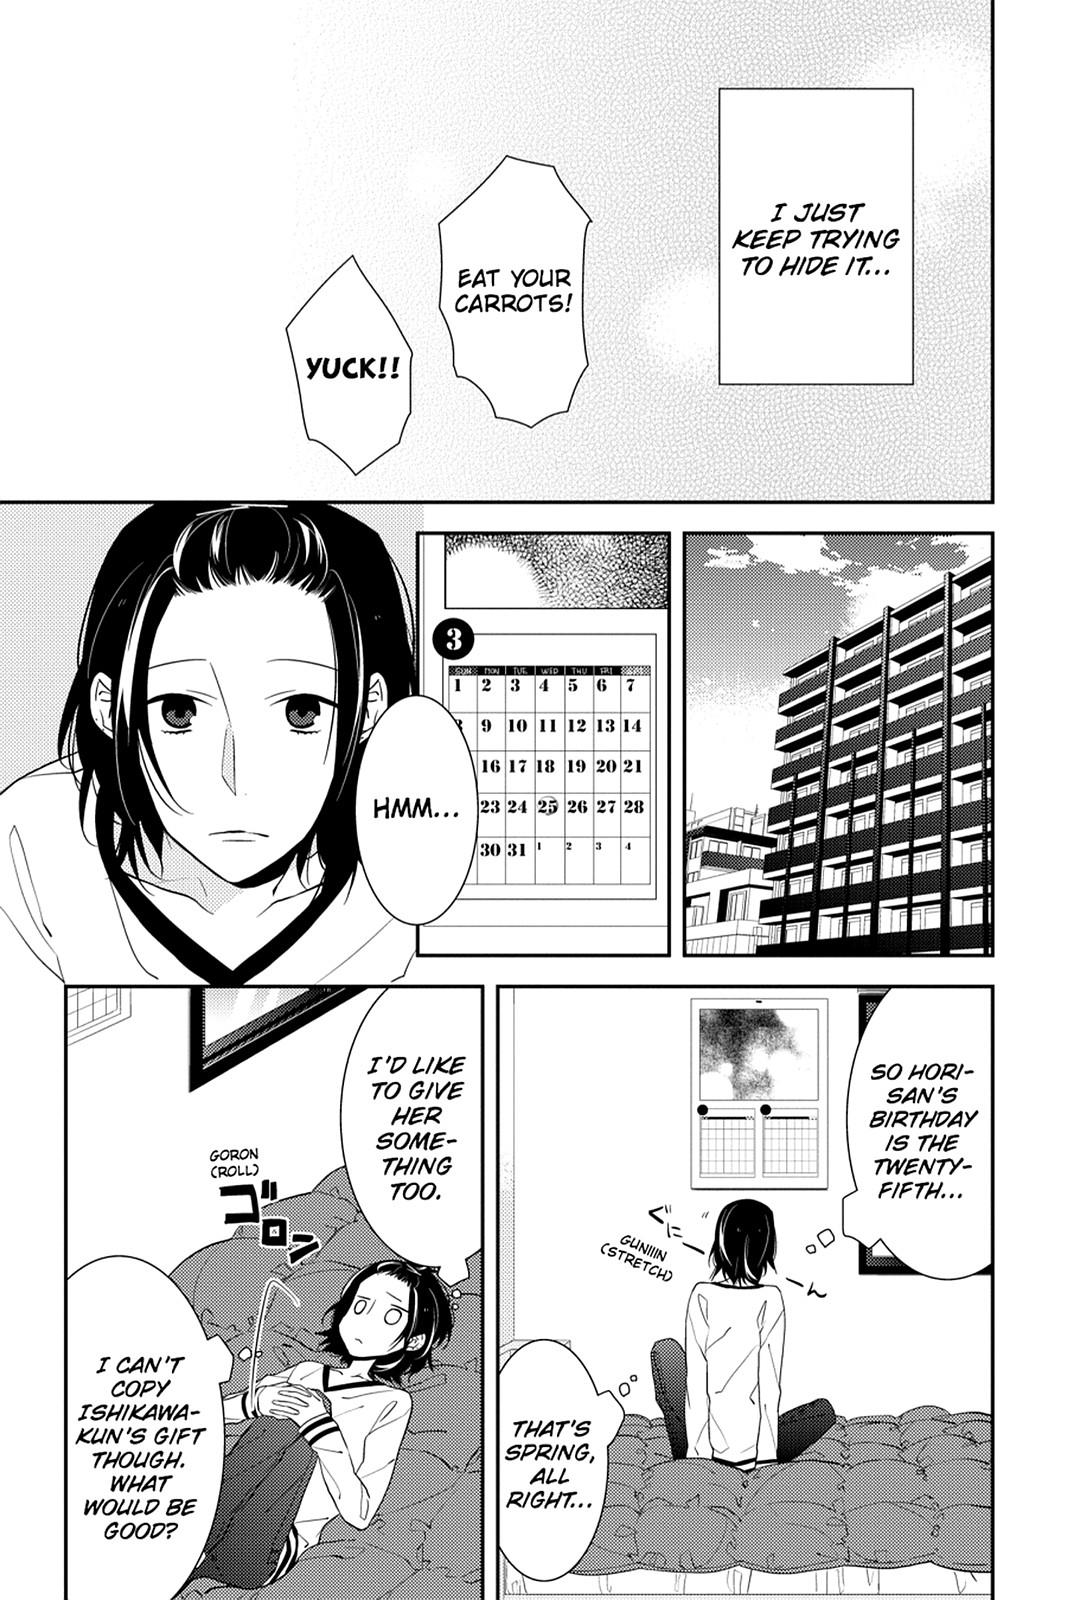 I JUST
KEEP TRYING
TO HIDE IT...
EAT YOUR
CARROTS!
YUCK!!
3
SUN MON TUE WED THU FRI
1 2 3 4 5 6 7
9 10 11 12 13 14
16 17 18 19 20 21
23 24 25 26 27 28
30 31 1 2 3 4
HMM...
SO HORI-
SAN'S
BIRTHDAY
IS THE
TWENTY-
FIFTH...
ぐにーん
GUNIIIN
(STRETCH)
THAT'S
SPRING,
ALL
RIGHT...
I'D LIKE
TO GIVE
HER
SOME-
THING
TOO.
GORON
(ROLL)
ゴロン
I CAN'T
COPY
ISHIKAWA-
KUN'S GIFT
THOUGH.
WHAT
WOULD BE
GOOD?